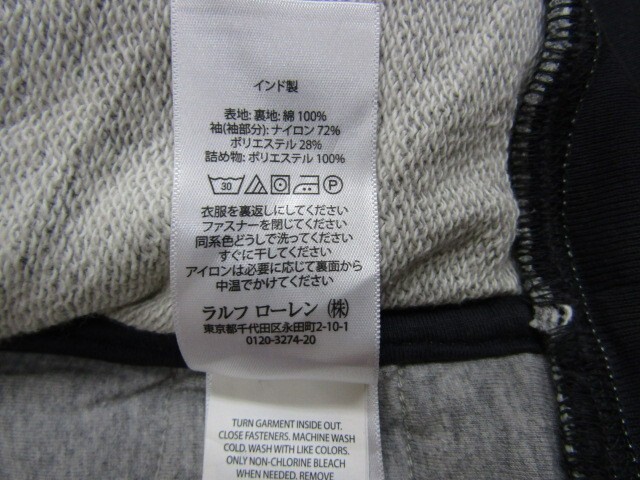 インド製
表地: 裏地: 綿 100%
袖(袖部分): ナイロン 72%
ポリエステル 28%
詰め物: ポリエステル 100%
30 P
衣服を裏返しにしてください
ファスナーを閉じてください
同系色どうしで洗ってください
すぐに干してください
アイロンは必要に応じて裏面から
中温でかけてください
ラルフ ローレン ㈱
東京都千代田区永田町2-10-1
0120-3274-20
TURN GARMENT INSIDE OUT.
CLOSE FASTENERS. MACHINE WASH
COLD. WASH WITH LIKE COLORS.
ONLY NON-CHLORINE BLEACH
WHEN NEEDED. REMOVE